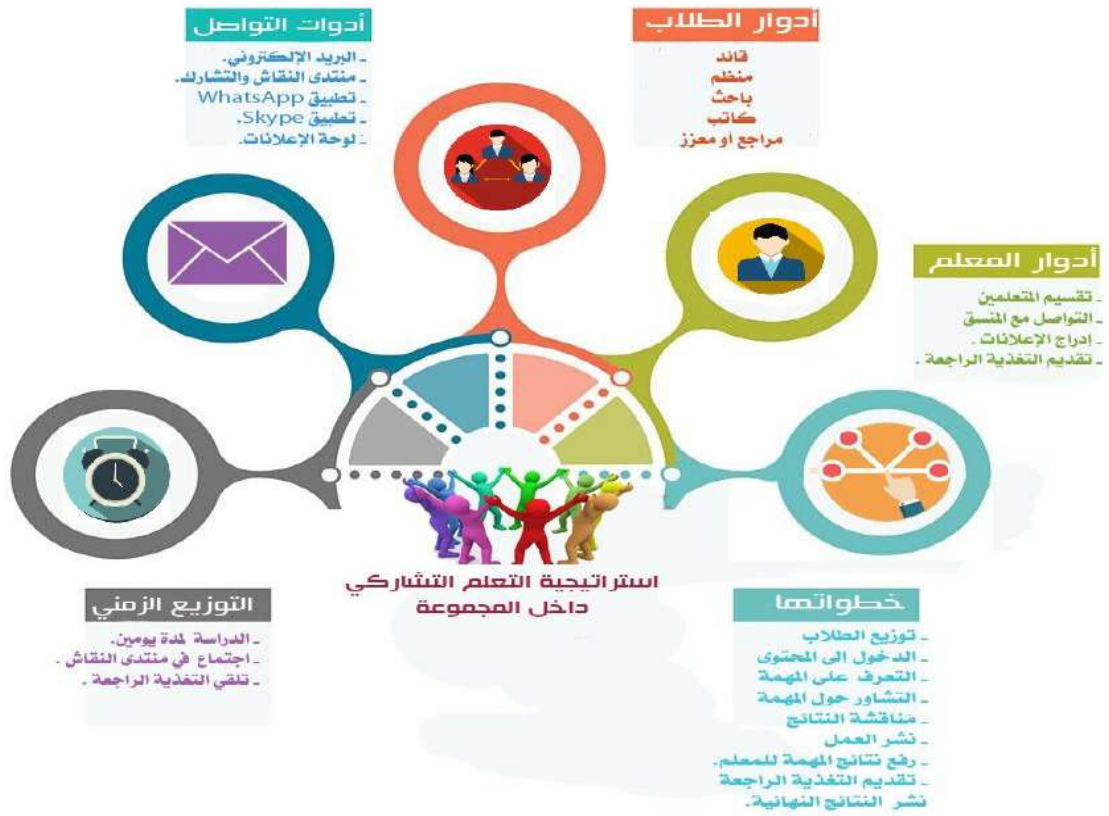 أدوار الطلاب
قائد
منظم
باحث
كاتب
مراجع أو معزز
أدوات التواصل
ـ البريد الإلكتروني.
ـ منتدى النقاش والتشارك.
ـ تطبيق WhatsApp
ـ تطبيق Skype.
ـ لوحة الإعلانات.
أدوار المعلم
ـ تقسيم المتعلمين
ـ التواصل مع المنسق
ـ إدراج الإعلانات .
ـ تقديم التغذية الراجعة .
استراتيجية التعلم التشاركي
داخل المجموعة
خطواتها
ـ توزيع الطلاب
ـ الدخول الى المحتوى
ـ التعرف على المهمة
ـ التشاور حول المهمة
ـ مناقشة النتائج
ـ نشر العمل
ـ رفع نتائج المهمة للمعلم.
ـ تقديم التغذية الراجعة
نشر النتائج النهائية.
التوزيع الزمني
ـ الدراسة لمدة يومين.
ـ اجتماع في منتدى النقاش .
ـ تلقي التغذية الراجعة .